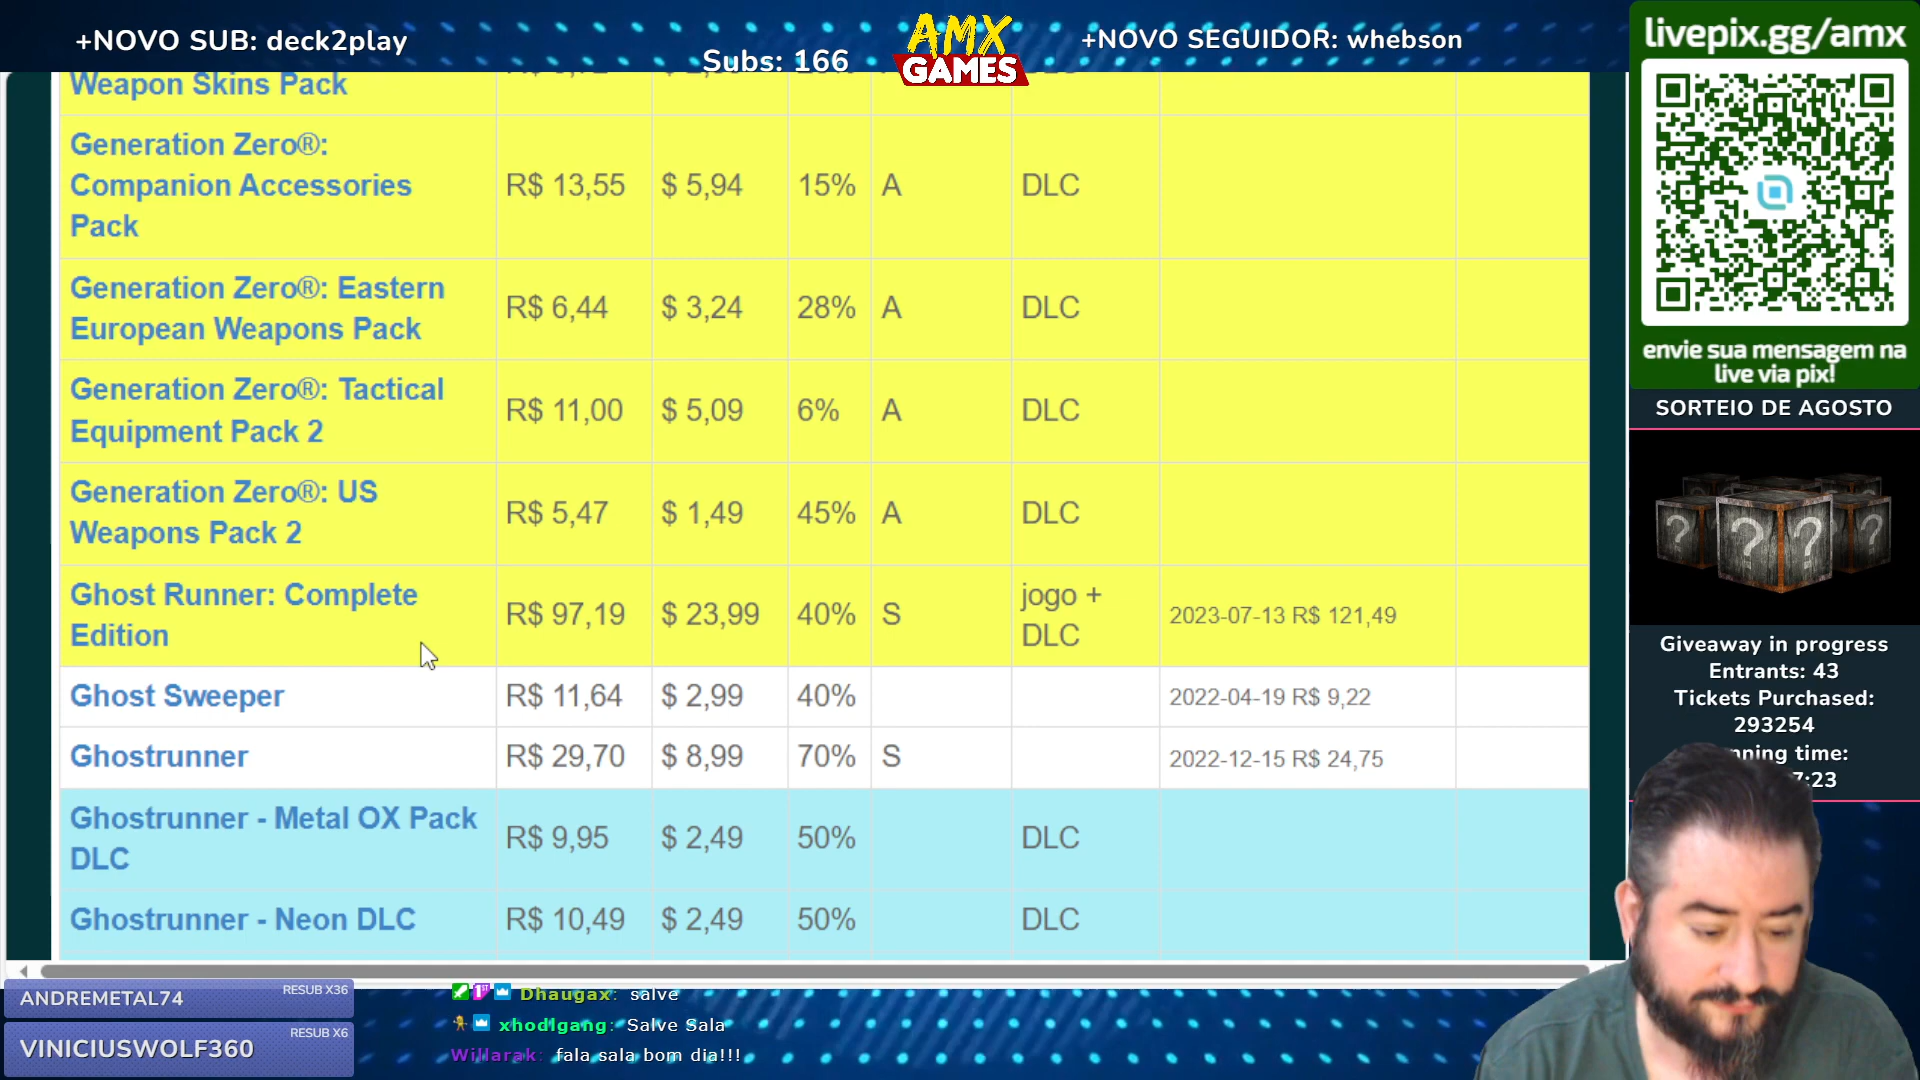 +NOVO SUB: deck2play
Subs: 166
AMX
GAMES
+NOVO SEGUIDOR: whebson
livepix.gg/amx
envie sua mensagem na
live via pix!
SORTEIO DE AGOSTO
Giveaway in progress
Entrants: 43
Tickets Purchased:
293254
Weapon Skins Pack
Generation Zero®:
Companion Accessories
Pack
R$ 13,55 $ 5,94 15% A DLC
Generation Zero®: Eastern
European Weapons Pack
R$ 6,44 $ 3,24 28% A DLC
Generation Zero®: Tactical
Equipment Pack 2
R$ 11,00 $ 5,09 6% A DLC
Generation Zero®: US
Weapons Pack 2
R$ 5,47 $ 1,49 45% A DLC
Ghost Runner: Complete
Edition
R$ 97,19 $ 23,99 40% S
jogo +
DLC
2023-07-13 R$ 121,49
Ghost Sweeper R$ 11,64 $ 2,99 40% 2022-04-19 R$ 9,22
Ghostrunner R$ 29,70 $ 8,99 70% S 2022-12-15 R$ 24,75
Ghostrunner - Metal OX Pack
DLC
R$ 9,95 $ 2,49 50% DLC
Ghostrunner - Neon DLC R$ 10,49 $ 2,49 50% DLC
ANDREMETAL74 RESUB X36
VINICIUSWOLF360 RESUB X6
Dhaugax: salve
xhodlgang: Salve Sala
Willarak: fala sala bom dia!!!